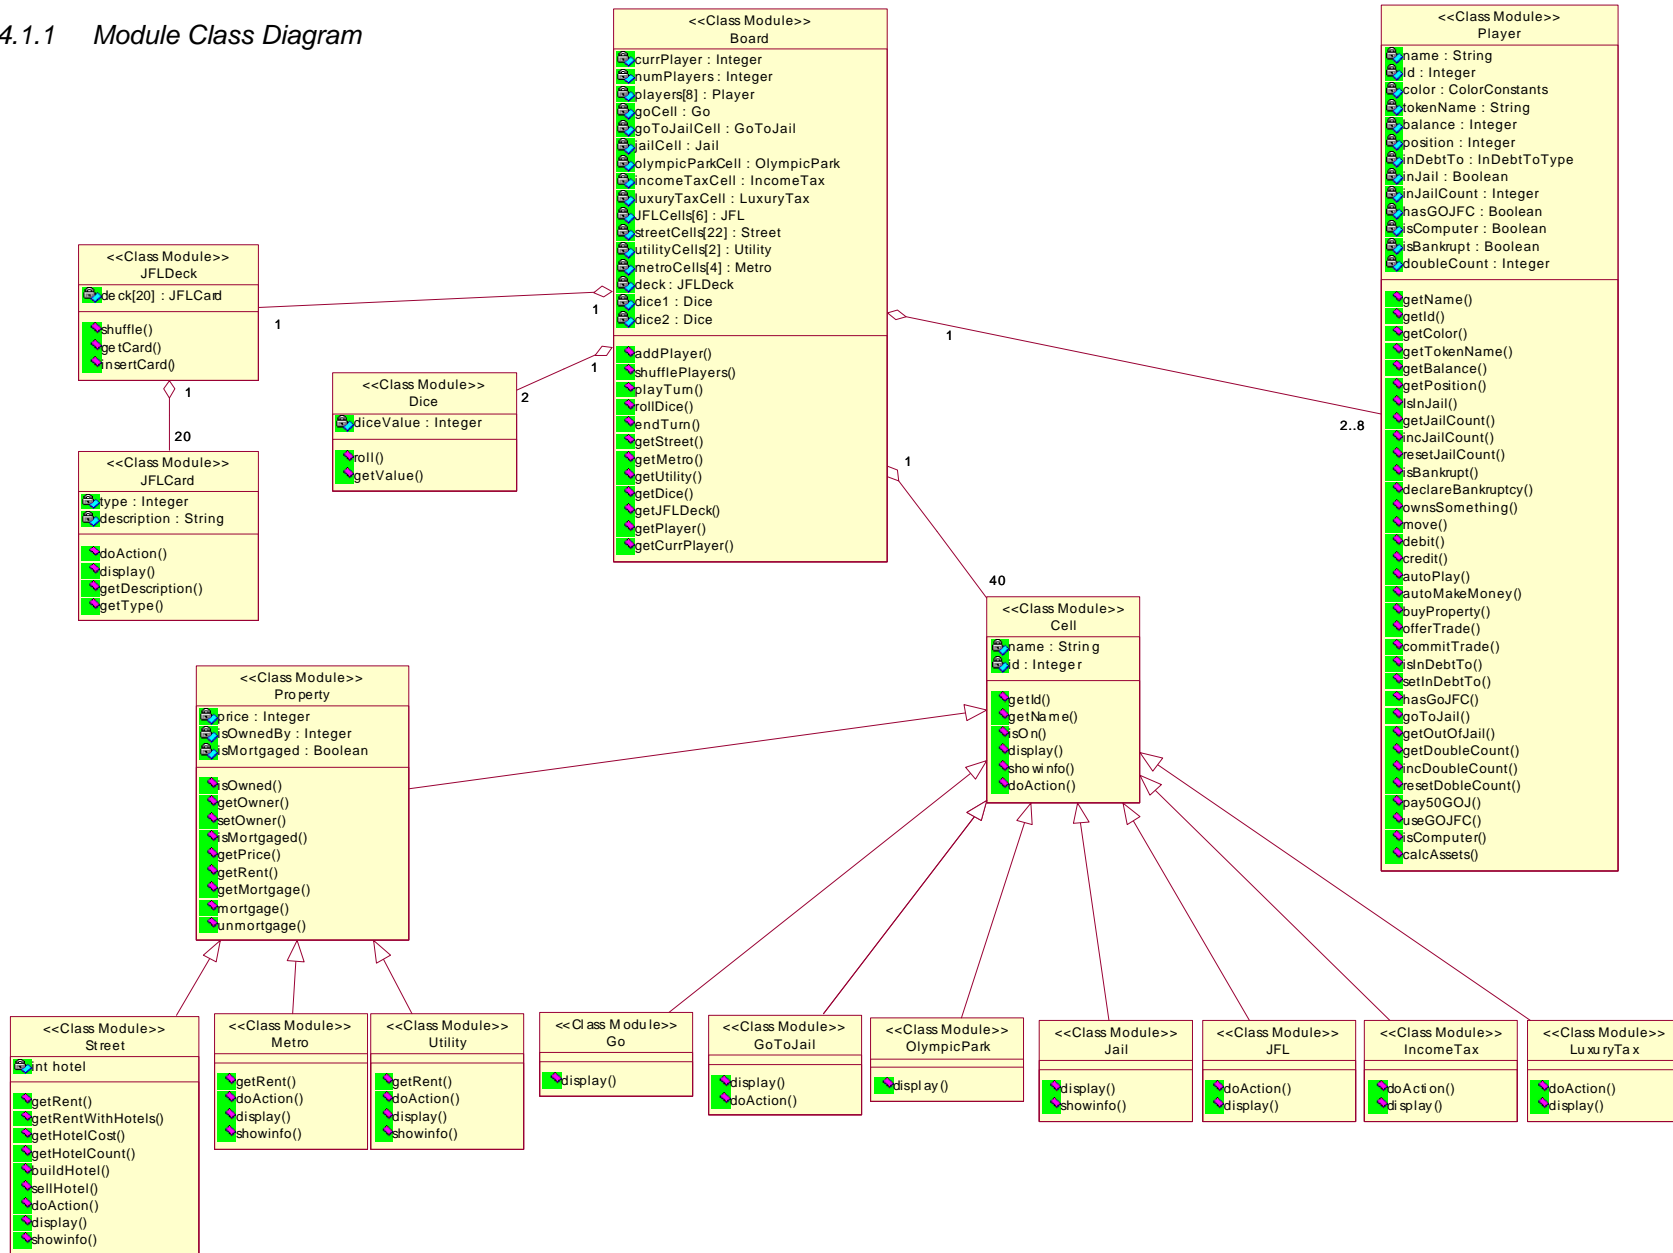 4.1.1 Module Class Diagram
<<Class Module>>
Board
currPlayer : Integer
numPlayers : Integer
players[8] : Player
goCell : Go
goToJailCell : GoToJail
jailCell : Jail
olympicParkCell : OlympicPark
incomeTaxCell : IncomeTax
luxuryTaxCell : LuxuryTax
JFLCells[6] : JFL
streetCells[22] : Street
utilityCells[2] : Utility
metroCells[4] : Metro
deck : JFLDeck
dice1 : Dice
dice2 : Dice
addPlayer()
shufflePlayers()
playTurn()
rollDice()
endTurn()
getStreet()
getMetro()
getUtility()
getDice()
getJFLDeck()
getPlayer()
getCurrPlayer()
<<Class Module>>
Player
name : String
Id : Integer
color : ColorConstants
tokenName : String
balance : Integer
position : Integer
inDebtTo : InDebtToType
inJail : Boolean
inJailCount : Integer
hasGOJFC : Boolean
isComputer : Boolean
isBankrupt : Boolean
doubleCount : Integer
getName()
getId()
getColor()
getTokenName()
getBalance()
getPosition()
IsInJail()
getJailCount()
incJailCount()
resetJailCount()
isBankrupt()
declareBankruptcy()
ownsSomething()
move()
debit()
credit()
autoPlay()
autoMakeMoney()
buyProperty()
offerTrade()
commitTrade()
isInDebtTo()
setInDebtTo()
hasGoJFC()
goToJail()
getOutOfJail()
getDoubleCount()
incDoubleCount()
resetDobleCount()
pay50GOJ()
useGOJFC()
isComputer()
calcAssets()
<<Class Module>>
JFLDeck
deck[20] : JFLCard
shuffle()
getCard()
insertCard()
1
1
1
1
2
1
20
1
2..8
1
40
<<Class Module>>
Dice
diceValue : Integer
roll()
getValue()
<<Class Module>>
JFLCard
type : Integer
description : String
doAction()
display()
getDescription()
getType()
<<Class Module>>
Cell
name : String
id : Integer
getId()
getName()
isOn()
display()
showinfo()
doAction()
<<Class Module>>
Property
price : Integer
isOwnedBy : Integer
isMortgaged : Boolean
isOwned()
getOwner()
setOwner()
isMortgaged()
getPrice()
getRent()
getMortgage()
mortgage()
unmortgage()
<<Class Module>>
Street
int hotel
getRent()
getRentWithHotels()
getHotelCost()
getHotelCount()
buildHotel()
sellHotel()
doAction()
display()
showinfo()
<<Class Module>>
Metro
getRent()
doAction()
display()
showinfo()
<<Class Module>>
Utility
getRent()
doAction()
display()
showinfo()
<<Class Module>>
Go
display()
<<Class Module>>
GoToJail
display()
doAction()
<<Class Module>>
OlympicPark
display()
<<Class Module>>
Jail
display()
showinfo()
<<Class Module>>
JFL
doAction()
display()
<<Class Module>>
IncomeTax
doAction()
display()
<<Class Module>>
LuxuryTax
doAction()
display()